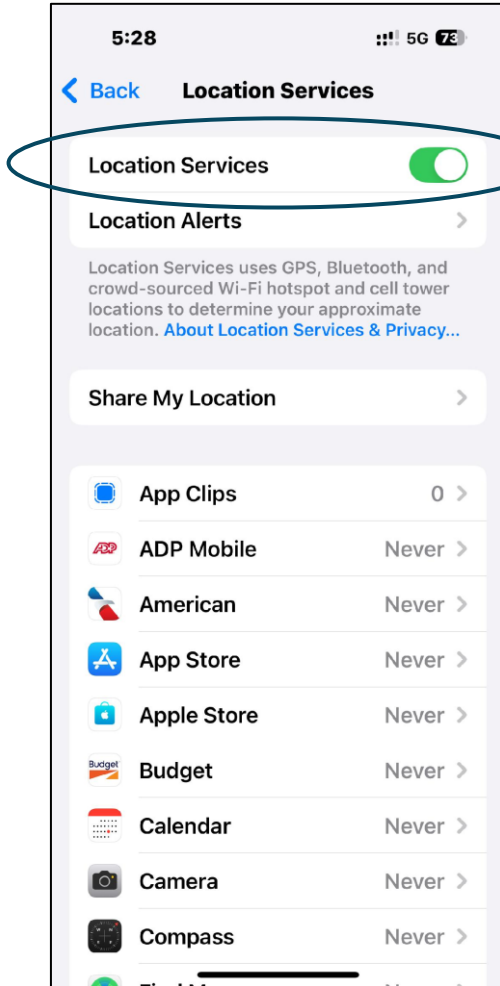 5:28 5G 73
Back Location Services
Location Services
Location Alerts
Location Services uses GPS, Bluetooth, and
crowd-sourced Wi-Fi hotspot and cell tower
locations to determine your approximate
location. About Location Services & Privacy...
Share My Location
App Clips 0
ADP ADP Mobile Never
American Never
App Store Never
Apple Store Never
Budget Budget Never
Calendar Never
Camera Never
Compass Never